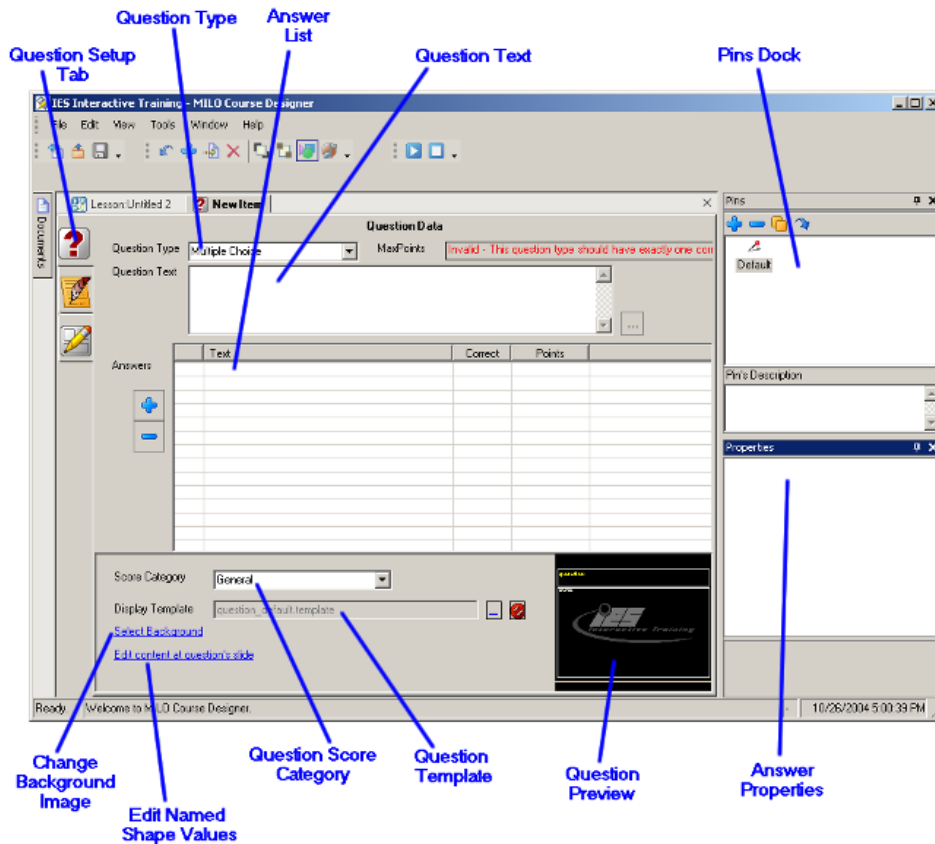 Question Type
Answer
List
Question Setup
Tab
Question Text
Pins Dock
IES Interactive Training - MILO Course Designer
File Edit View Tools Window Help
Documents
Lesson:Untitled 2
New Item
Question Data
Question Type
Multiple Choice
MaxPoints
Invalid - This question type should have exactly one corr
Question Text
...
Answers
Text
Correct
Points
Pins
Default
Pin's Description
Properties
Score Category
General
Display Template
question_default.template
...
Select Background
Edit content at question's slide
question
ies
Interactive Training
Ready
Welcome to MILO Course Designer.
10/26/2004 5:00:39 PM
Change
Background
Image
Edit Named
Shape Values
Question Score
Category
Question
Template
Question
Preview
Answer
Properties